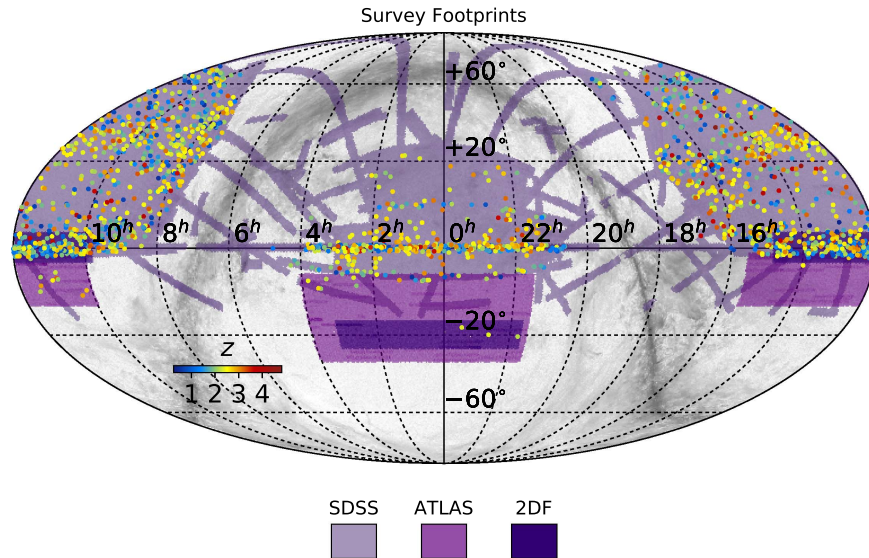 Survey Footprints
+60°
+20°
10h 8h 6h 4h 2h 0h 22h 20h 18h 16h
−20°
z
1 2 3 4
−60°
SDSS ATLAS 2DF